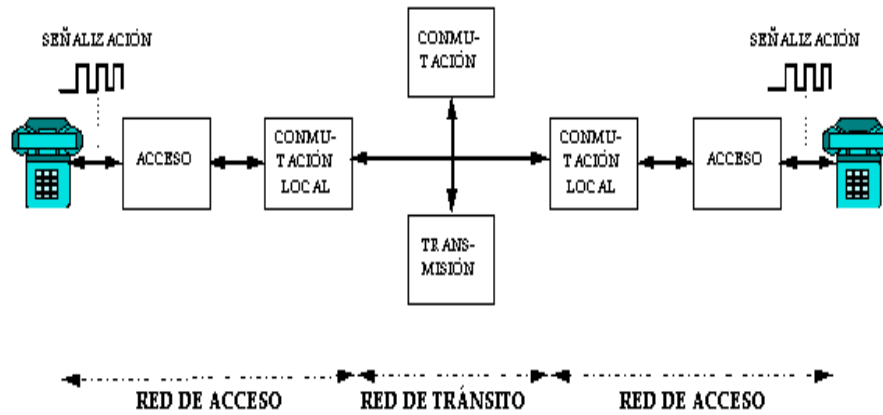 SEÑALIZACIÓN
CONMU-
TACIÓN
SEÑALIZACIÓN
ACCESO
CONMU-
TACIÓN
LOCAL
CONMU-
TACIÓN
LOCAL
ACCESO
TRANS-
MISIÓN
RED DE ACCESO
RED DE TRÁNSITO
RED DE ACCESO